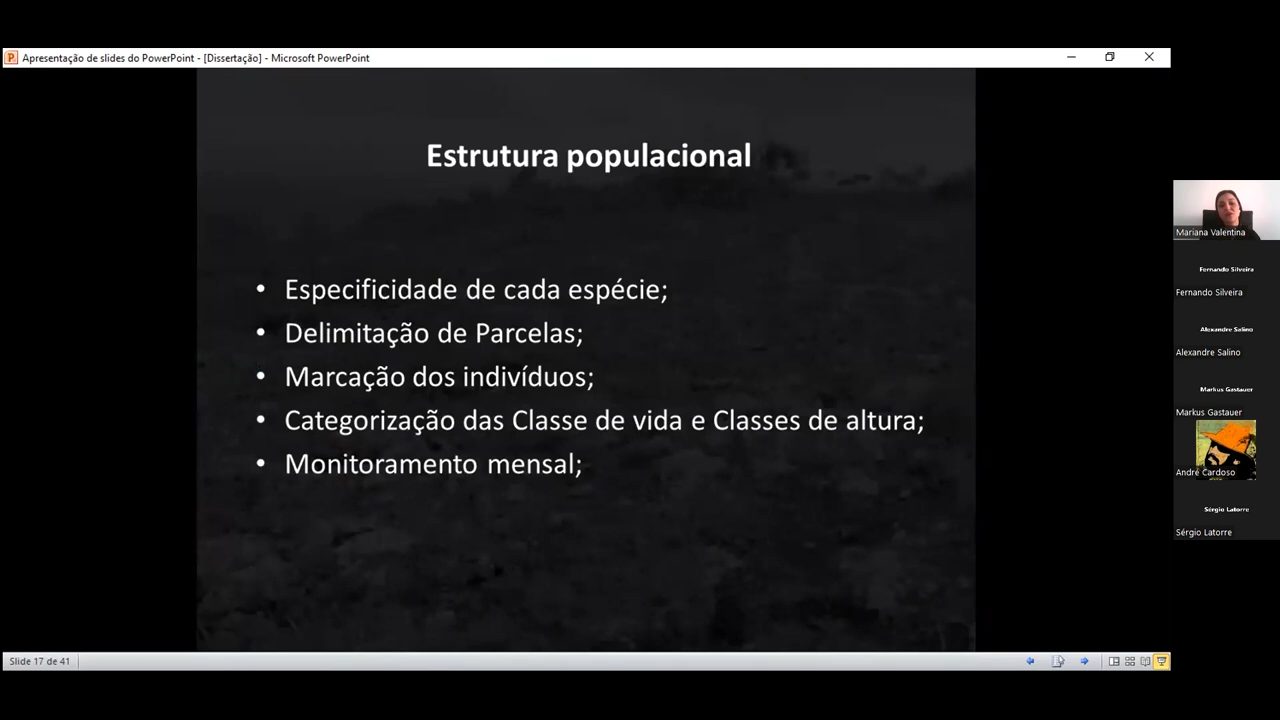 Apresentação de slides do PowerPoint - [Dissertação] - Microsoft PowerPoint
Estrutura populacional
• Especificidade de cada espécie;
• Delimitação de Parcelas;
• Marcação dos indivíduos;
• Categorização das Classe de vida e Classes de altura;
• Monitoramento mensal;
Mariana Valentina
Fernando Silveira
Fernando Silveira
Alexandre Salino
Alexandre Salino
Markus Gastauer
Markus Gastauer
André Cardoso
Sérgio Latorre
Sérgio Latorre
Slide 17 de 41